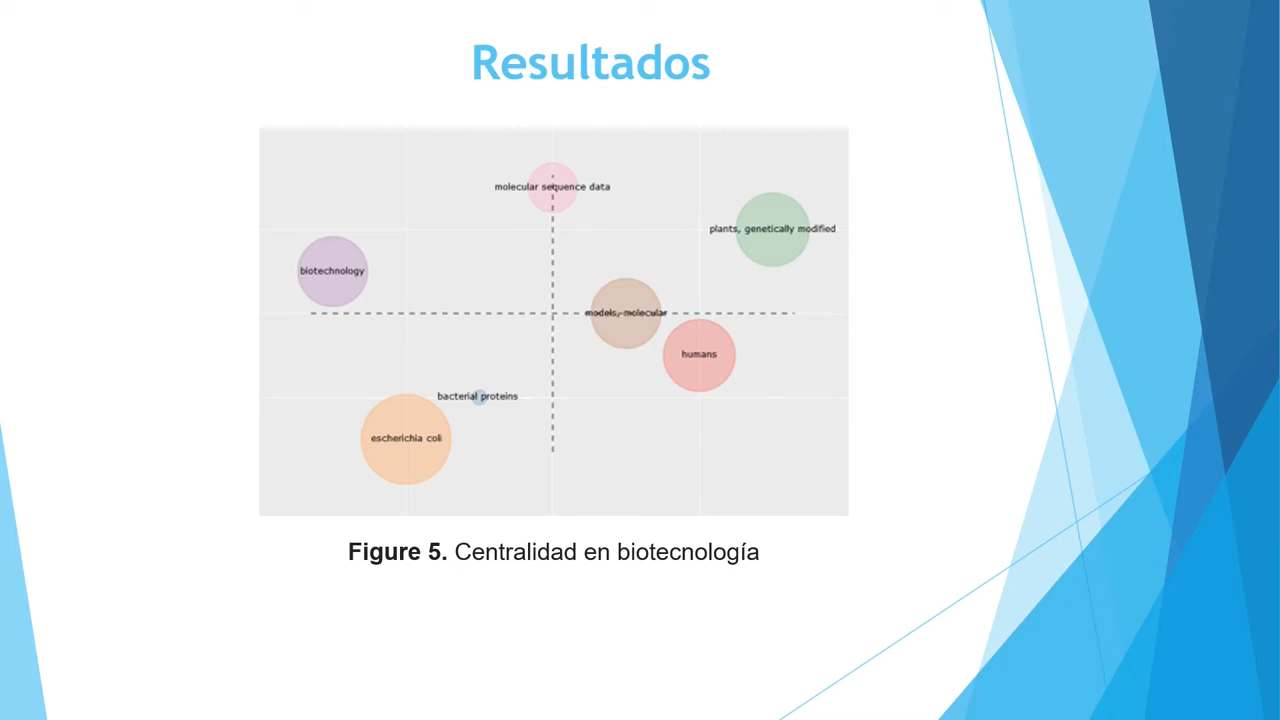 Resultados
molecular sequence data
plants, genetically modified
biotechnology
models, molecular
humans
bacterial proteins
escherichia coli
Figure 5. Centralidad en biotecnología